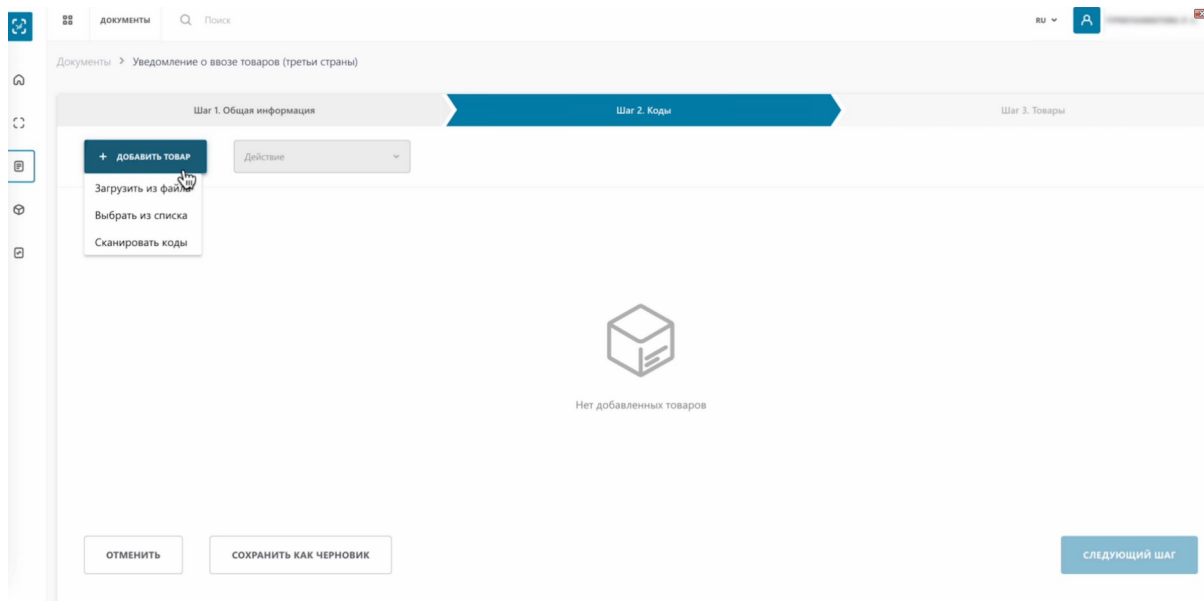 ДОКУМЕНТЫ Поиск RU
Документы > Уведомление о ввозе товаров (третьи страны)
Шаг 1. Общая информация Шаг 2. Коды Шаг 3. Товары
+ ДОБАВИТЬ ТОВАР Действие
Загрузить из файла
Выбрать из списка
Сканировать коды
Нет добавленных товаров
ОТМЕНИТЬ СОХРАНИТЬ КАК ЧЕРНОВИК СЛЕДУЮЩИЙ ШАГ